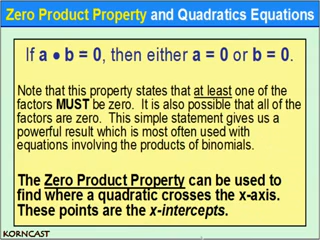 Zero Product Property and Quadratics Equations
If a • b = 0, then either a = 0 or b = 0.
Note that this property states that at least one of the
factors MUST be zero. It is also possible that all of the
factors are zero. This simple statement gives us a
powerful result which is most often used with
equations involving the products of binomials.
The Zero Product Property can be used to
find where a quadratic crosses the x-axis.
These points are the x-intercepts.
KORNCAST